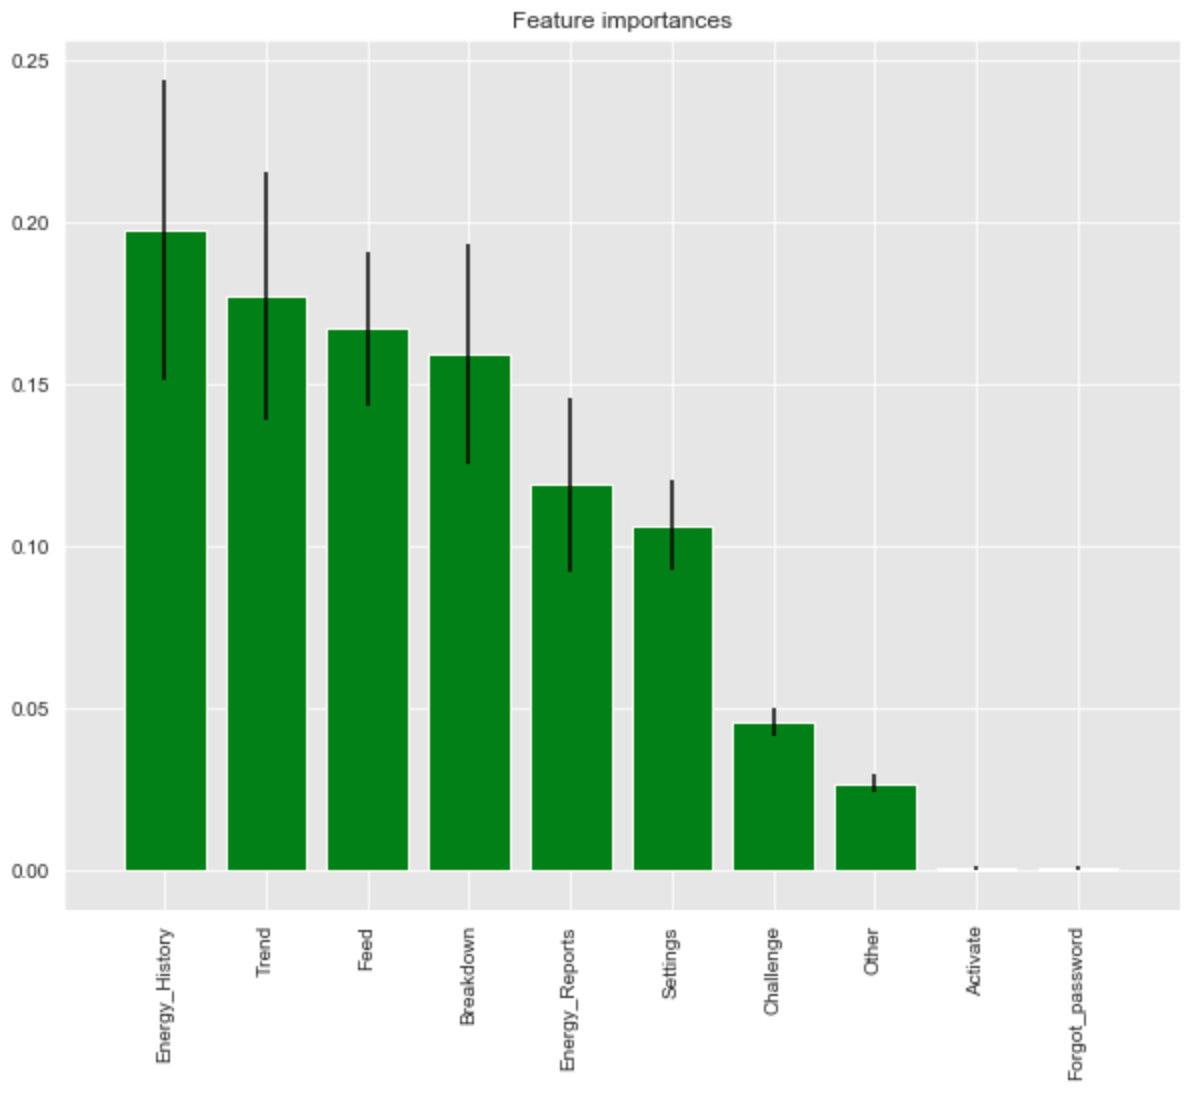 Feature importances
0.25
0.20
0.15
0.10
0.05
0.00
Energy_History
Trend
Feed
Breakdown
Energy_Reports
Settings
Challenge
Other
Activate
Forgot_password